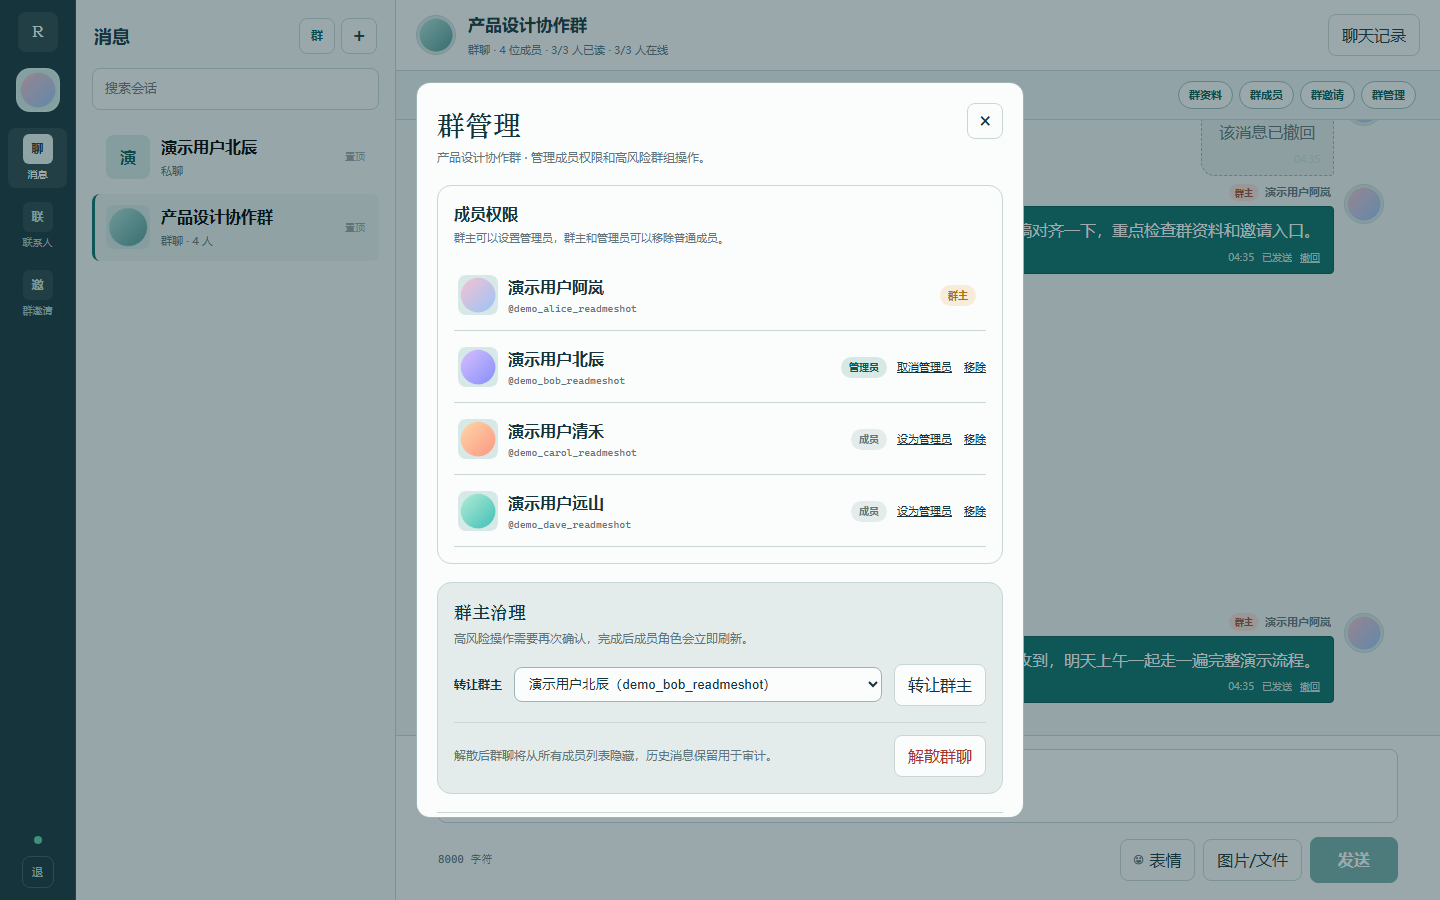 R
聊
消息
联
联系人
邀
群邀请
退
消息
群
+
搜索会话
演
演示用户北辰
私聊
置顶
产品设计协作群
群聊 · 4 人
置顶
产品设计协作群
群聊 · 4 位成员 · 3/3 人已读 · 3/3 人在线
聊天记录
群资料
群成员
群邀请
群管理
该消息已撤回
04:35
群主
演示用户阿岚
对齐一下，重点检查群资料和邀请入口。
04:35 已发送 撤回
群主
演示用户阿岚
到，明天上午一起走一遍完整演示流程。
04:35 已发送 撤回
8000 字符
😀 表情
图片/文件
发送
群管理
×
产品设计协作群 · 管理成员权限和高风险群组操作。
成员权限
群主可以设置管理员，群主和管理员可以移除普通成员。
演示用户阿岚
@demo_alice_readmeshot
群主
演示用户北辰
@demo_bob_readmeshot
管理员 取消管理员 移除
演示用户清禾
@demo_carol_readmeshot
成员 设为管理员 移除
演示用户远山
@demo_dave_readmeshot
成员 设为管理员 移除
群主治理
高风险操作需要再次确认，完成后成员角色会立即刷新。
转让群主
演示用户北辰（demo_bob_readmeshot）
转让群主
解散后群聊将从所有成员列表隐藏，历史消息保留用于审计。
解散群聊